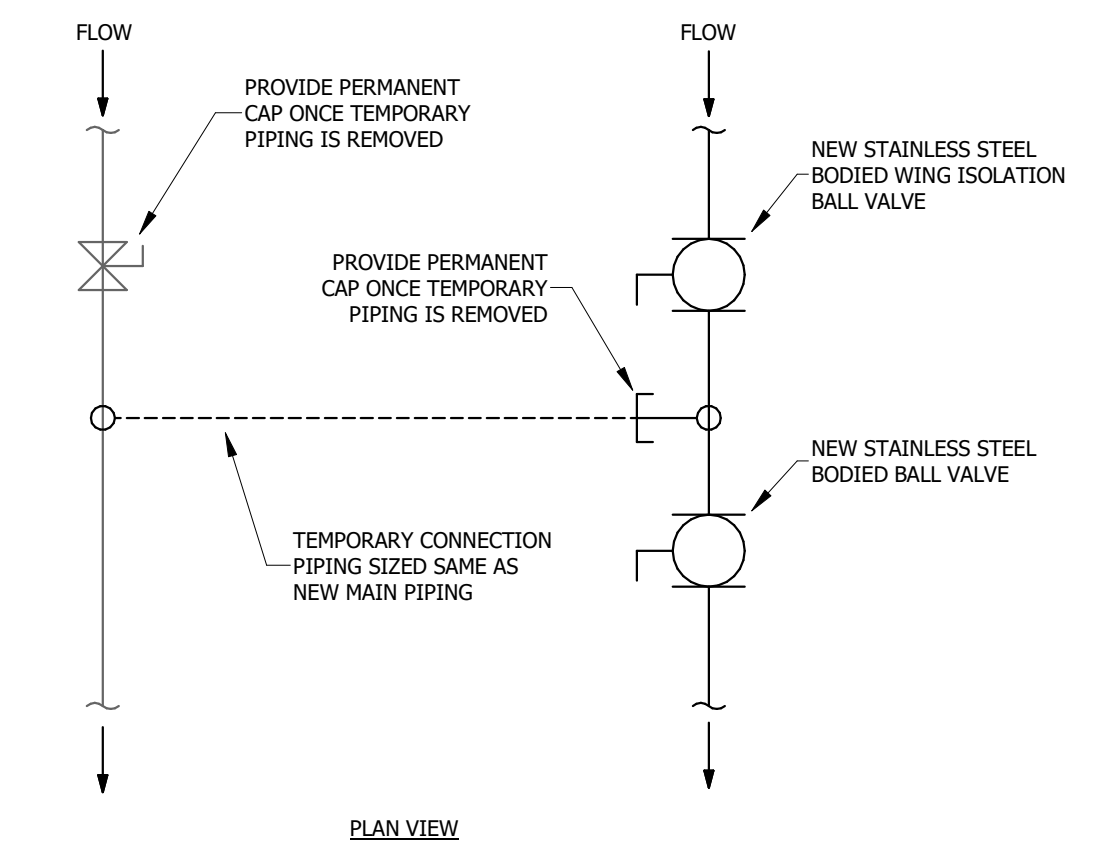 FLOW
FLOW
PROVIDE PERMANENT
CAP ONCE TEMPORARY
PIPING IS REMOVED
NEW STAINLESS STEEL
BODIED WING ISOLATION
BALL VALVE
PROVIDE PERMANENT
CAP ONCE TEMPORARY
PIPING IS REMOVED
NEW STAINLESS STEEL
BODIED BALL VALVE
TEMPORARY CONNECTION
PIPING SIZED SAME AS
NEW MAIN PIPING
PLAN VIEW